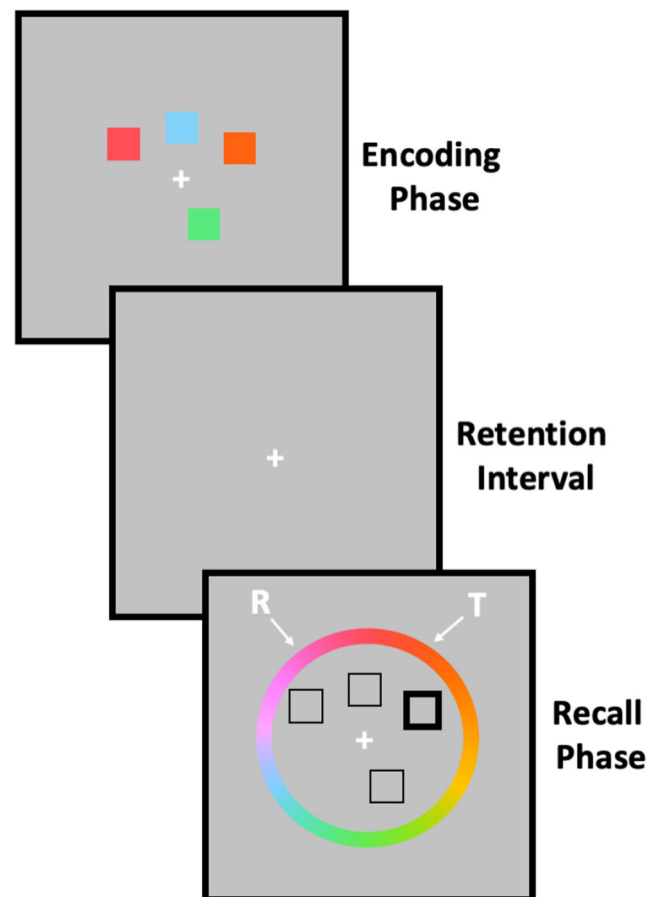 Encoding
Phase
Retention
Interval
R
T
Recall
Phase